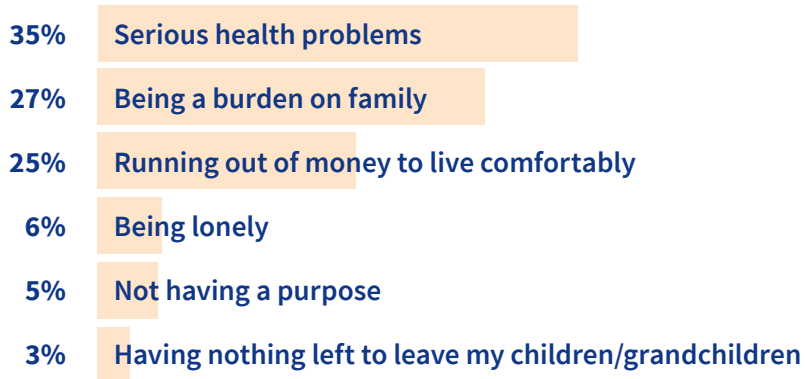 35% Serious health problems
27% Being a burden on family
25% Running out of money to live comfortably
6% Being lonely
5% Not having a purpose
3% Having nothing left to leave my children/grandchildren